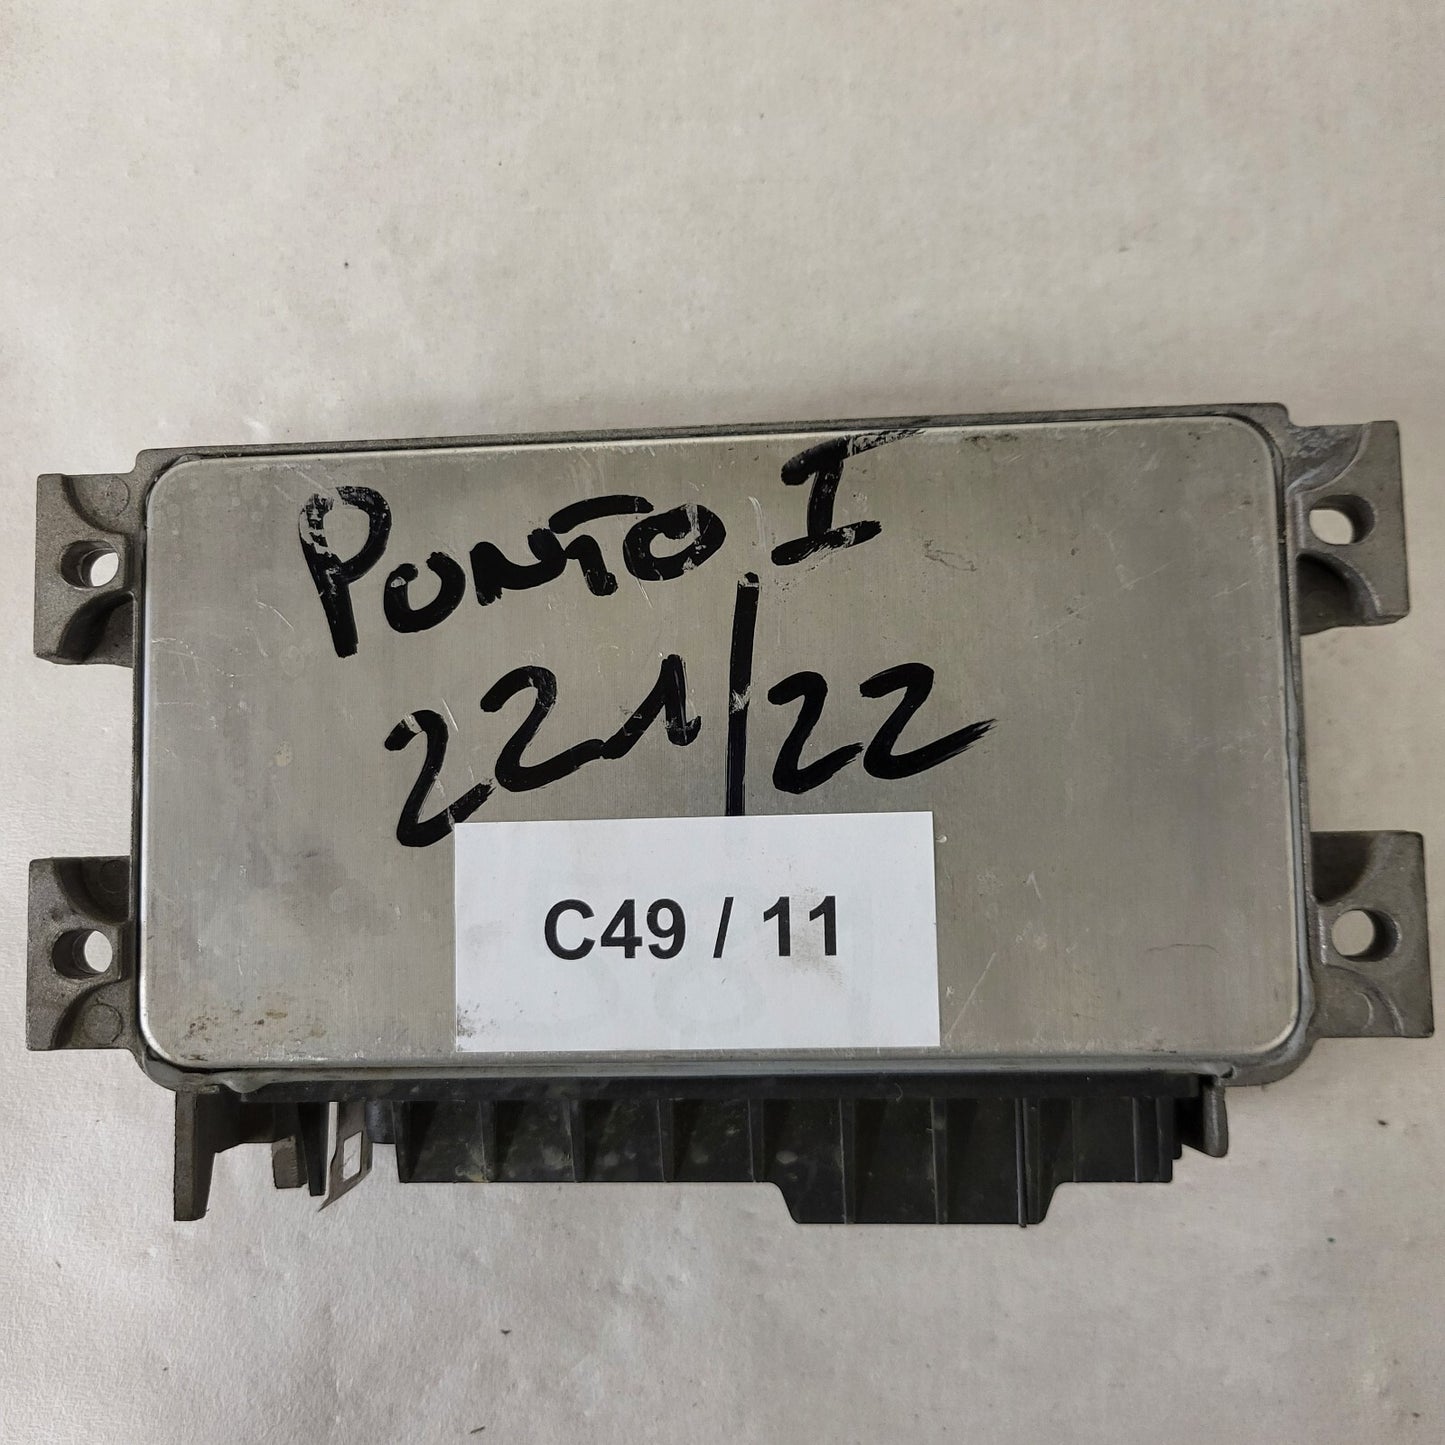 PONTO I
221/22
C49 / 11